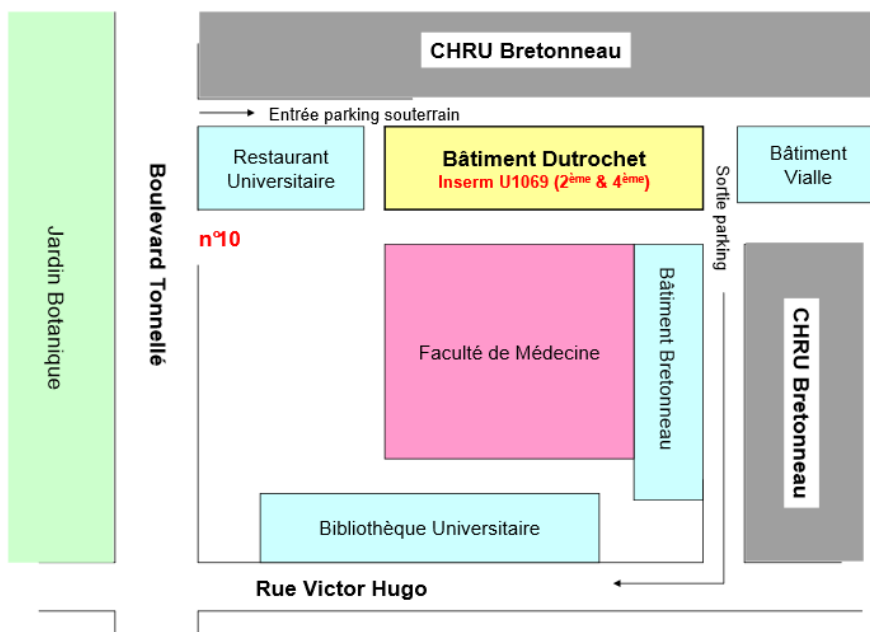 CHRU Bretonneau
Entrée parking souterrain
Restaurant
Universitaire
Bâtiment Dutrochet
Inserm U1069 (2ème & 4ème)
Bâtiment
Vialle
Sortie parking
Boulevard Tonnellé
n°10
Jardin Botanique
Faculté de Médecine
Bâtiment Bretonneau
CHRU Bretonneau
Bibliothèque Universitaire
Rue Victor Hugo